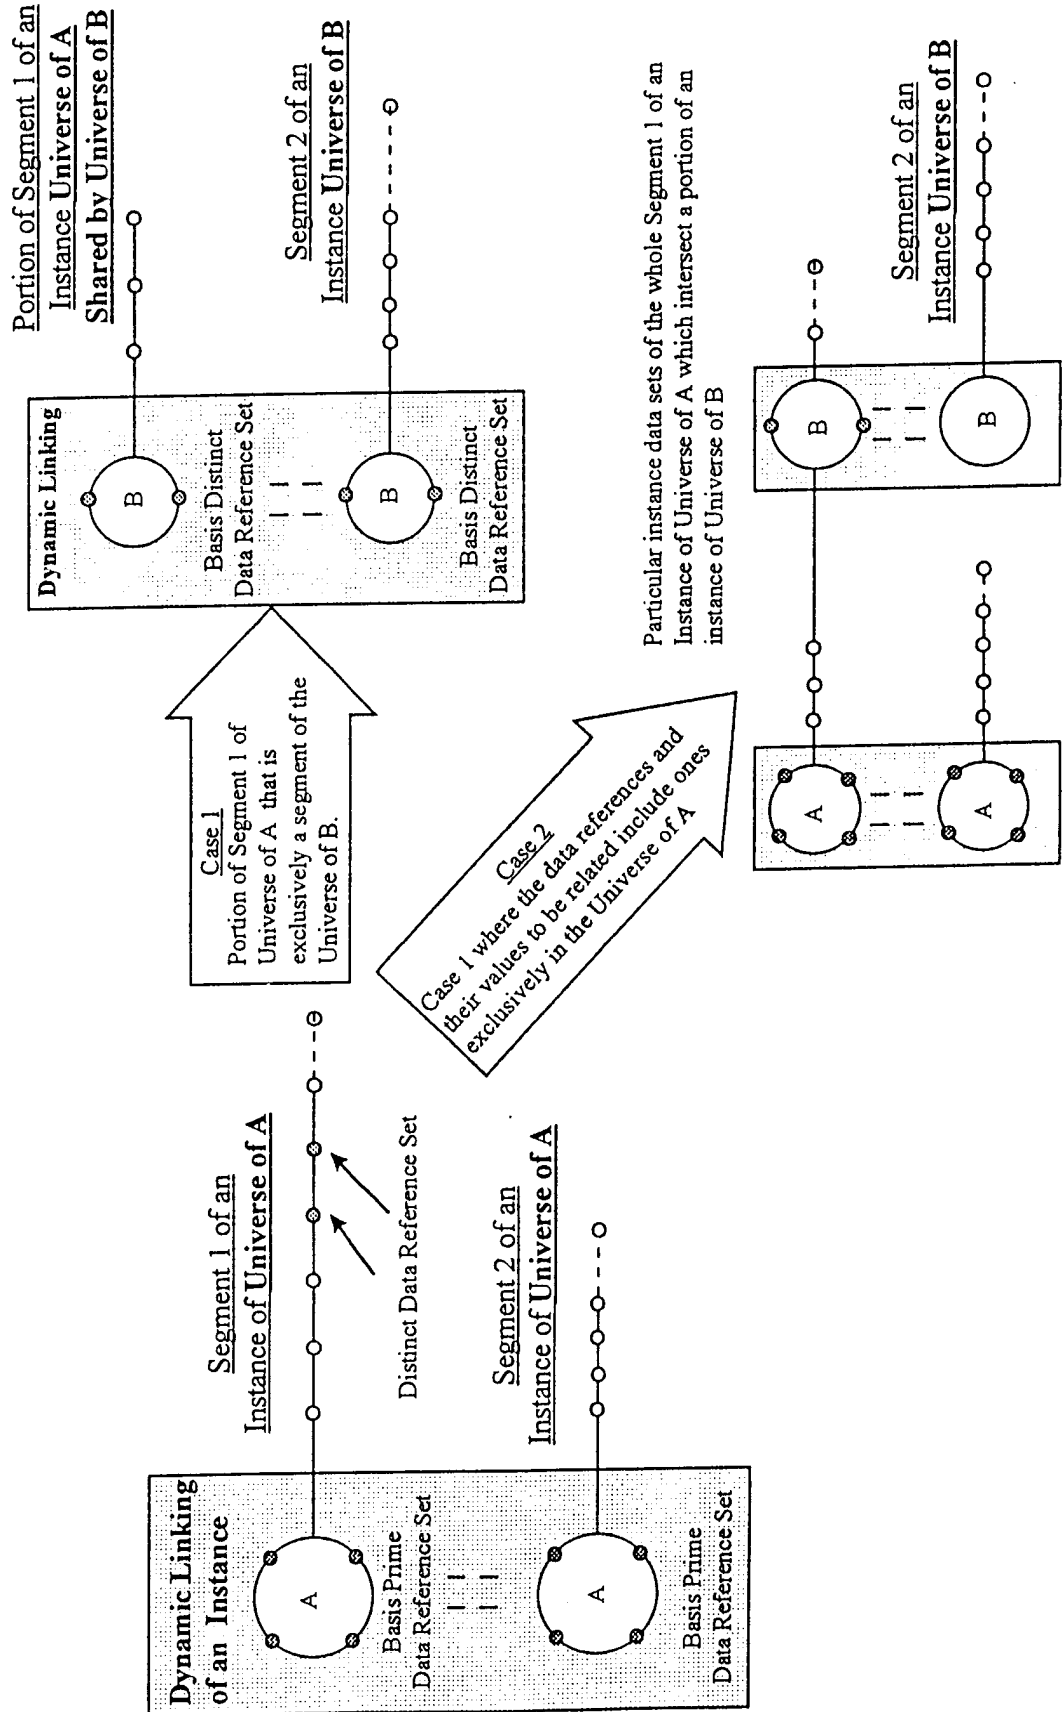 Dynamic Linking
of an Instance
A
Basis Prime
Data Reference Set
A
Basis Prime
Data Reference Set
Segment 1 of an
Instance of Universe of A
Distinct Data Reference Set
Segment 2 of an
Instance of Universe of A
Case 1
Portion of Segment 1 of
Universe of A that is
exclusively a segment of the
Universe of B.
Case 2
Case 1 where the data references and
their values to be related include ones
exclusively in the Universe of A
Dynamic Linking
B
Basis Distinct
Data Reference Set
B
Basis Distinct
Data Reference Set
Portion of Segment 1 of an
Instance Universe of A
Shared by Universe of B
Segment 2 of an
Instance Universe of B
Particular instance data sets of the whole Segment 1 of an
Instance of Universe of A which intersect a portion of an
instance of Universe of B
A
A
B
B
Segment 2 of an
Instance Universe of B